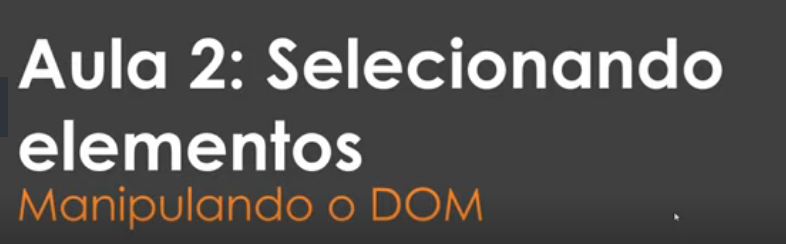 Aula 2: Selecionando
elementos
Manipulando o DOM